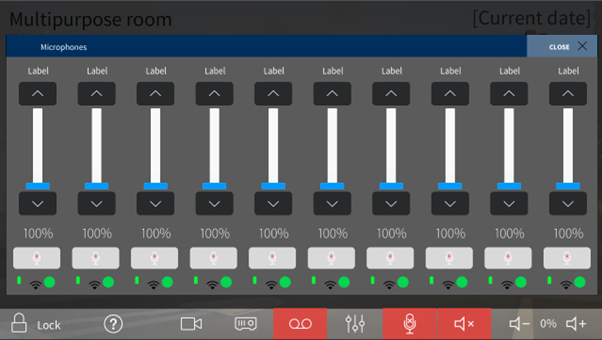 Multipurpose room
[Current date]
Microphones
CLOSE
Label Label Label Label Label Label Label Label Label Label
100% 100% 100% 100% 100% 100% 100% 100% 100% 100%
Lock
0%